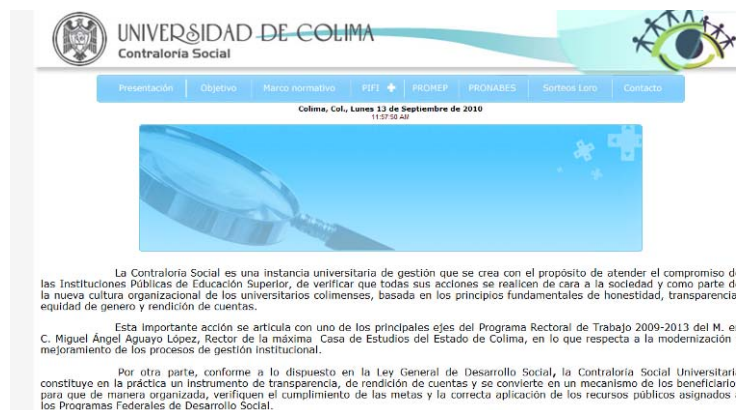 UNIVERSIDAD DE COLIMA
Contraloría Social
Presentación Objetivo Marco normativo PIFI PROMEP PRONABES Sorteos Loro Contacto
Colima, Col., Lunes 13 de Septiembre de 2010
11:57:50 AM
La Contraloría Social es una instancia universitaria de gestión que se crea con el propósito de atender el compromiso de
las Instituciones Públicas de Educación Superior, de verificar que todas sus acciones se realicen de cara a la sociedad y como parte de
la nueva cultura organizacional de los universitarios colimenses, basada en los principios fundamentales de honestidad, transparencia,
equidad de genero y rendición de cuentas.
Esta importante acción se articula con uno de los principales ejes del Programa Rectoral de Trabajo 2009-2013 del M. en
C. Miguel Ángel Aguayo López, Rector de la máxima Casa de Estudios del Estado de Colima, en lo que respecta a la modernización
mejoramiento de los procesos de gestión institucional.
Por otra parte, conforme a lo dispuesto en la Ley General de Desarrollo Social, la Contraloría Social Universitaria
constituye en la práctica un instrumento de transparencia, de rendición de cuentas y se convierte en un mecanismo de los beneficiarios
para que de manera organizada, verifiquen el cumplimiento de las metas y la correcta aplicación de los recursos públicos asignados a
los Programas Federales de Desarrollo Social.